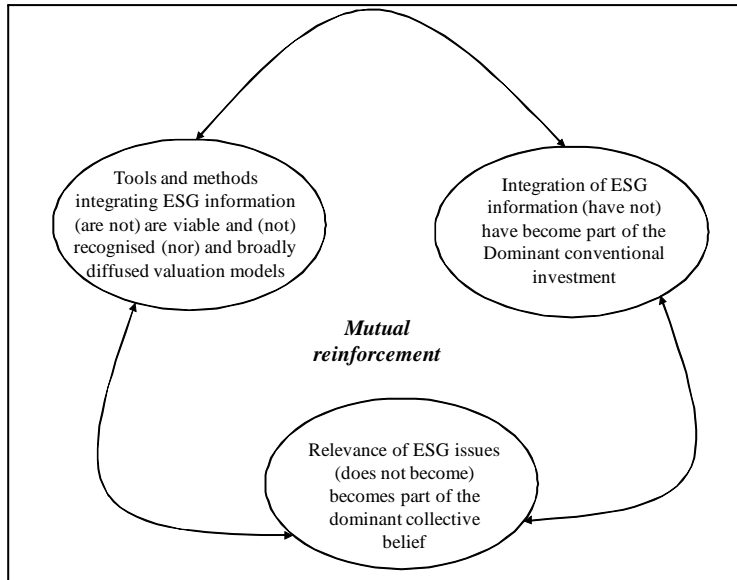 Tools and methods
integrating ESG information
(are not) are viable and (not)
recognised (nor) and broadly
diffused valuation models
Integration of ESG
information (have not)
have become part of the
Dominant conventional
investment
Mutual
reinforcement
Relevance of ESG issues
(does not become)
becomes part of the
dominant collective
belief